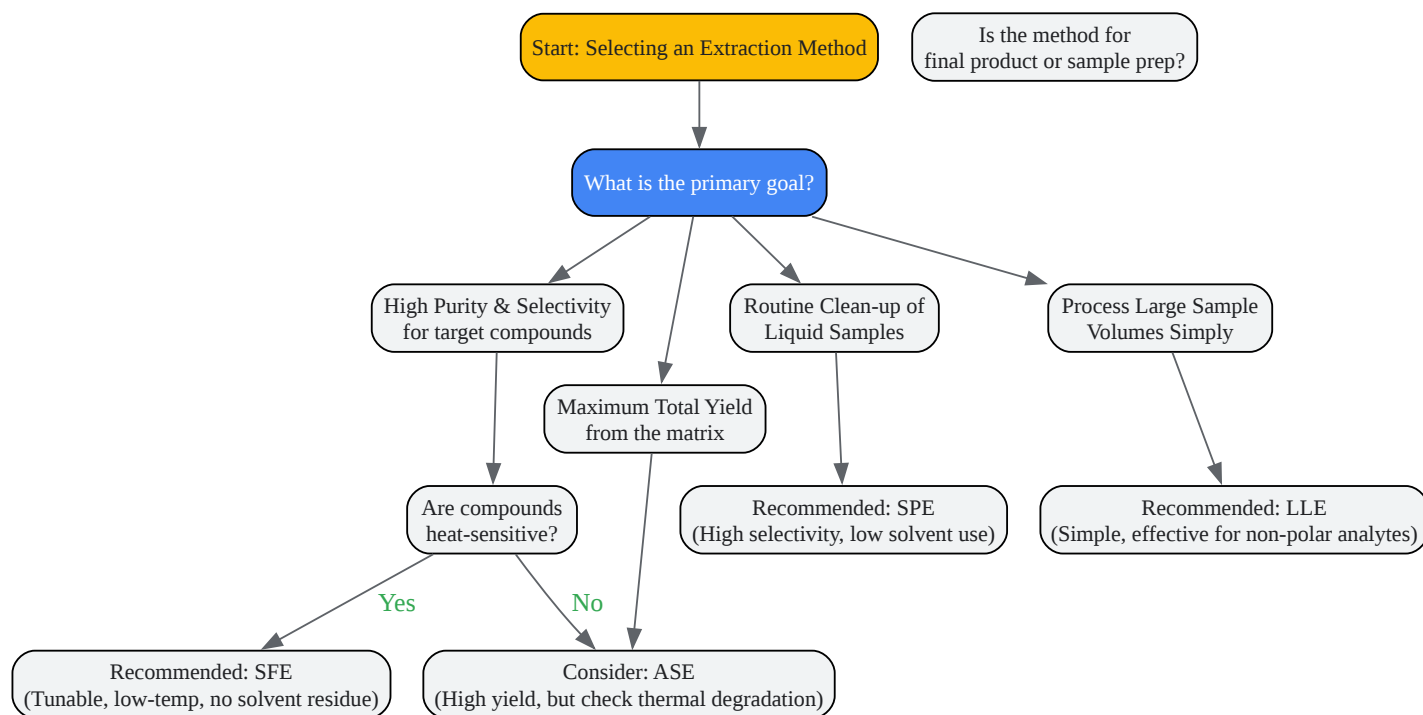 Start: Selecting an Extraction Method
Is the method for
final product or sample prep?
What is the primary goal?
High Purity & Selectivity
for target compounds
Routine Clean-up of
Liquid Samples
Process Large Sample
Volumes Simply
Maximum Total Yield
from the matrix
Are compounds
heat-sensitive?
Recommended: SPE
(High selectivity, low solvent use)
Recommended: LLE
(Simple, effective for non-polar analytes)
Yes
No
Recommended: SFE
(Tunable, low-temp, no solvent residue)
Consider: ASE
(High yield, but check thermal degradation)